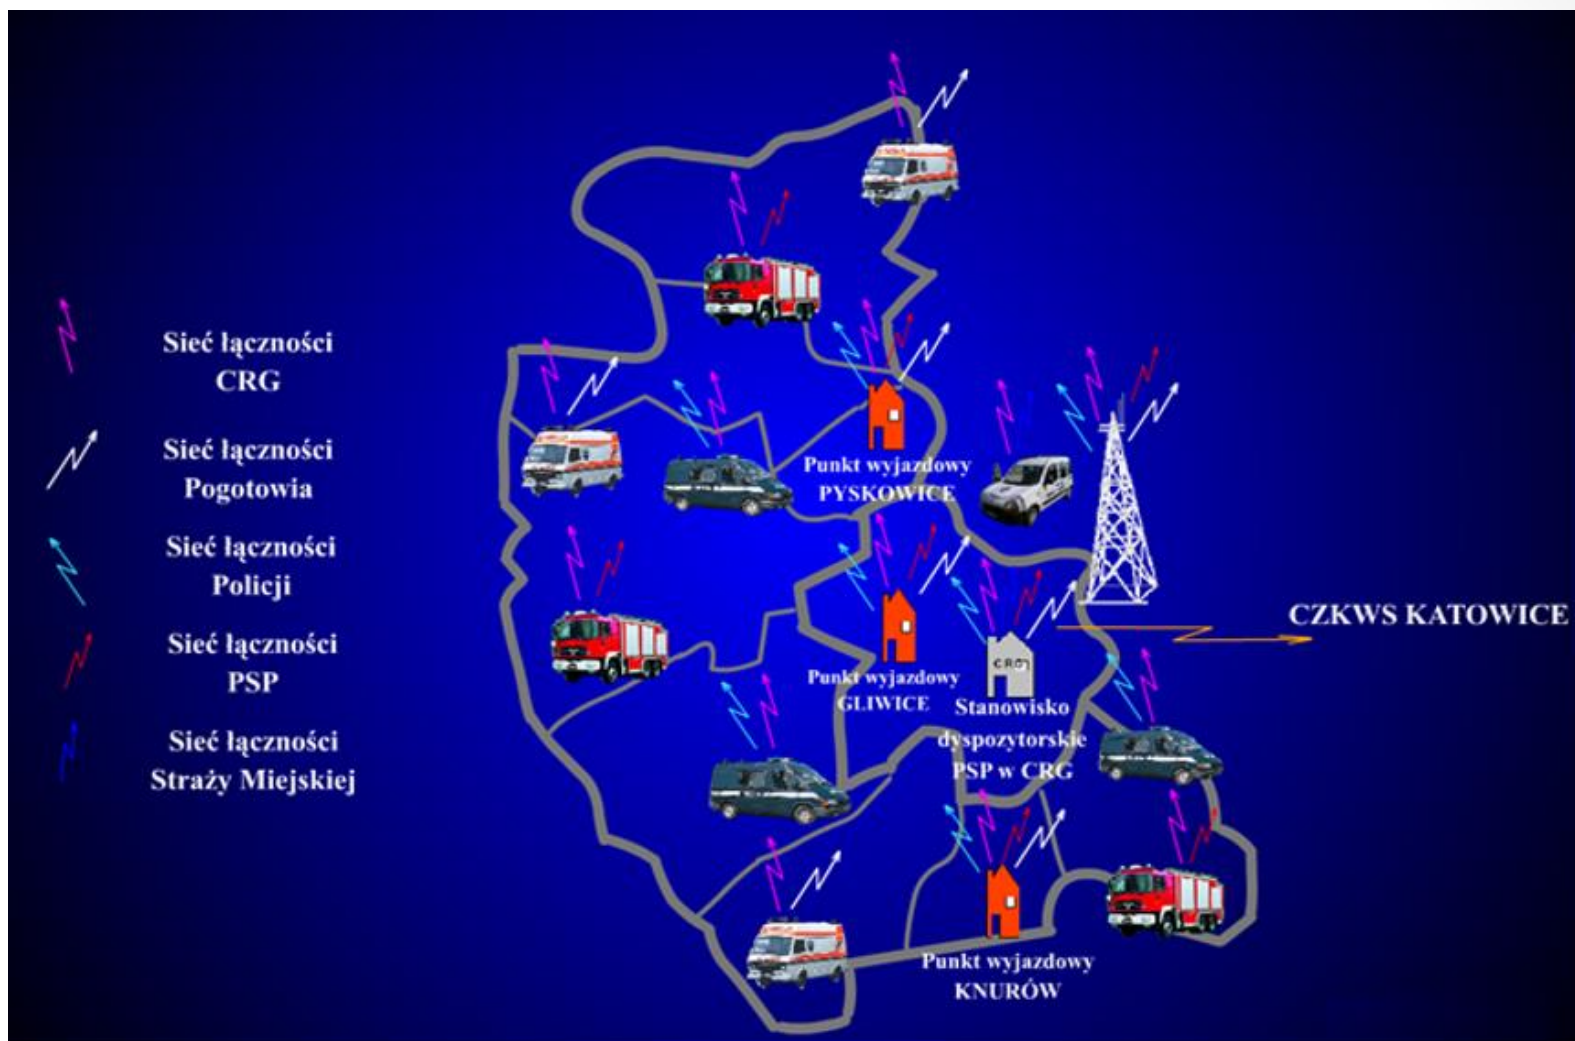 Sieć łączności
CRG
Sieć łączności
Pogotowia
Sieć łączności
Policji
Sieć łączności
PSP
Sieć łączności
Straży Miejskiej
Punkt wyjazdowy
PYSKOWICE
CZKWS KATOWICE
CRG
Punkt wyjazdowy
GLIWICE
Stanowisko
dyspozytorskie
PSP w CRG
Punkt wyjazdowy
KNURÓW